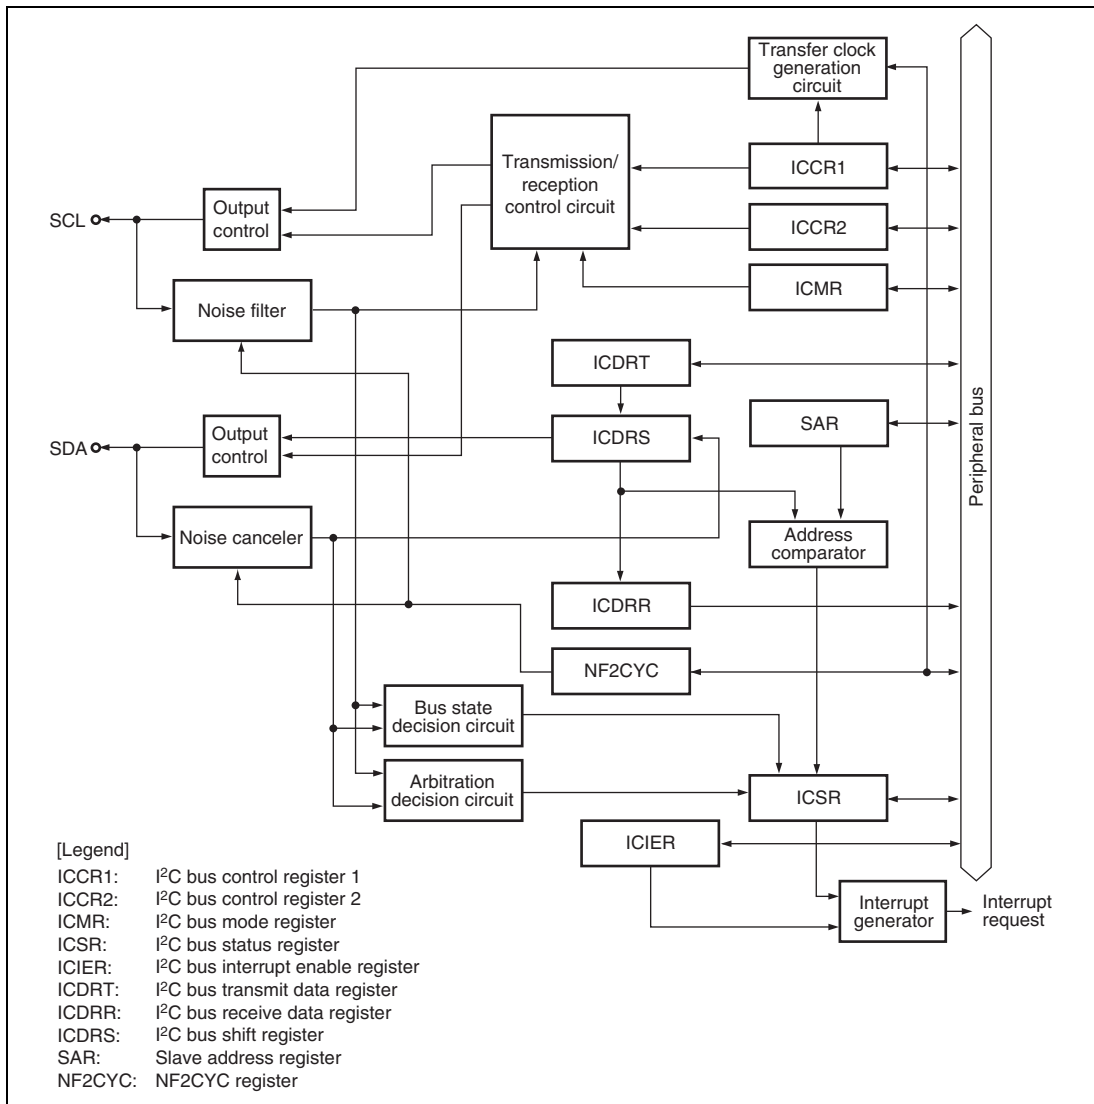 Transfer clock
generation
circuit
Transmission/
reception
control circuit
ICCR1
Output
control
SCL
ICCR2
ICMR
Noise filter
ICDRT
Peripheral bus
SAR
Output
control
ICDRS
SDA
Noise canceler
Address
comparator
ICDRR
NF2CYC
Bus state
decision circuit
Arbitration
decision circuit
ICSR
ICIER
Interrupt
generator
Interrupt
request
[Legend]
ICCR1: I²C bus control register 1
ICCR2: I²C bus control register 2
ICMR: I²C bus mode register
ICSR: I²C bus status register
ICIER: I²C bus interrupt enable register
ICDRT: I²C bus transmit data register
ICDRR: I²C bus receive data register
ICDRS: I²C bus shift register
SAR: Slave address register
NF2CYC: NF2CYC register